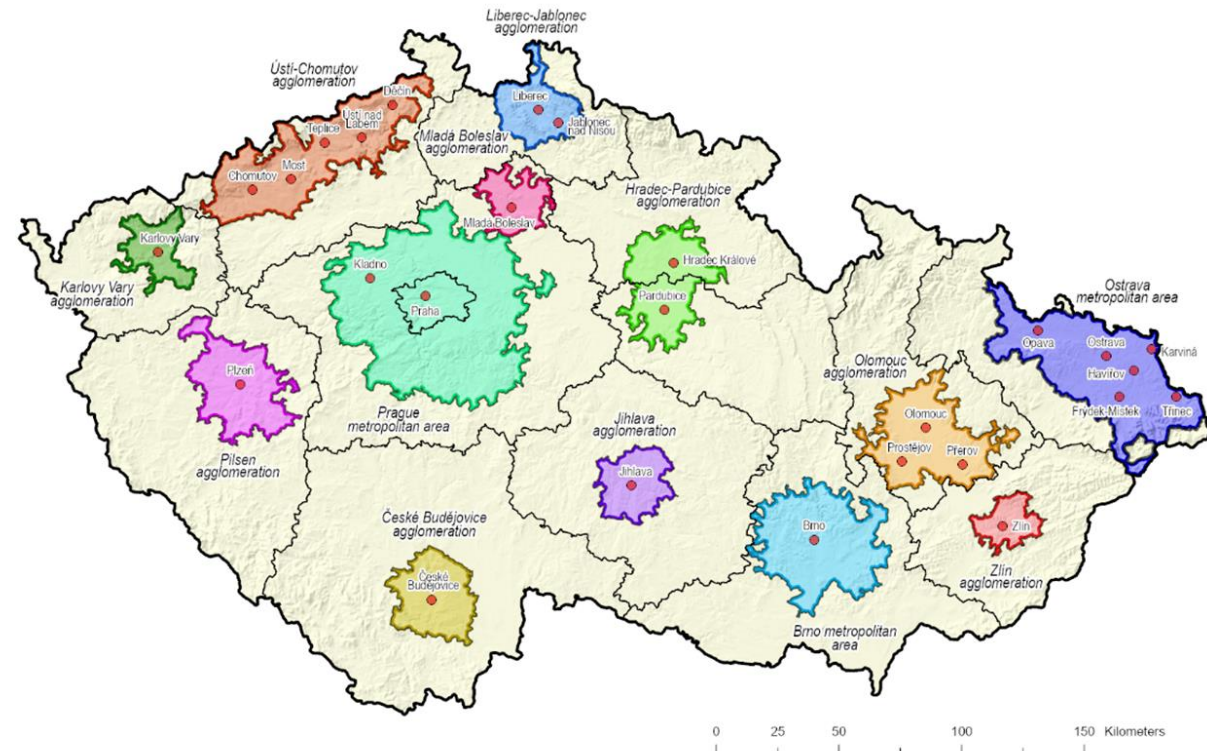 Liberec-Jablonec
agglomeration
Ústí-Chomutov
agglomeration
Děčín
Ústí nad
Labem
Teplice
Most
Chomutov
Liberec
Jablonec
nad Nisou
Mladá Boleslav
agglomeration
Mladá Boleslav
Hradec-Pardubice
agglomeration
Hradec Králové
Pardubice
Karlovy Vary
Karlovy Vary
agglomeration
Kladno
Praha
Prague
metropolitan area
Plzeň
Pilsen
agglomeration
Ostrava
metropolitan area
Opava
Ostrava
Karviná
Havířov
Frýdek-Místek
Třinec
Olomouc
agglomeration
Olomouc
Prostějov
Přerov
Jihlava
agglomeration
Jihlava
České Budějovice
agglomeration
České
Budějovice
Brno
Brno metropolitan
area
Zlín
Zlín
agglomeration
0 25 50 100 150 Kilometers